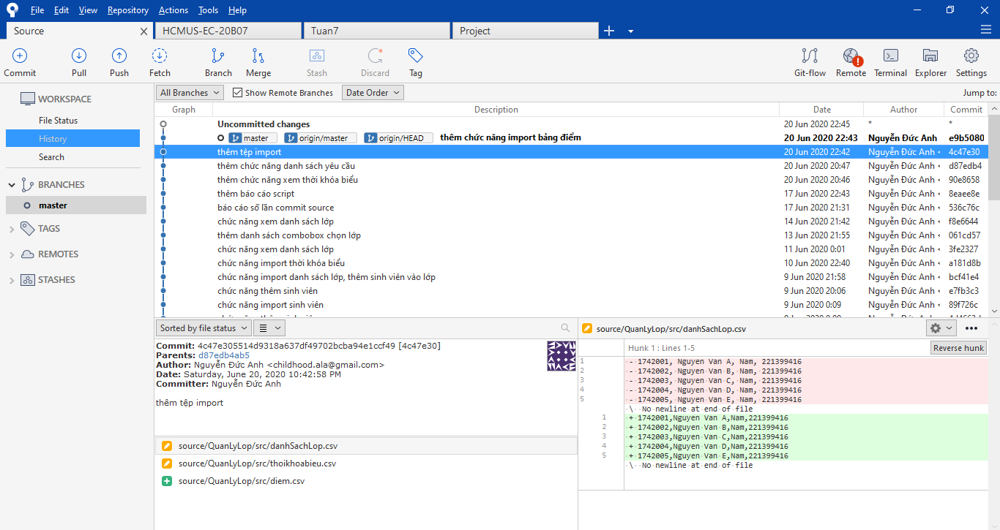 File Edit View Repository Actions Tools Help
Source HCMUS-EC-20B07 Tuan7 Project
Commit Pull Push Fetch Branch Merge Stash Discard Tag Git-flow Remote Terminal Explorer Settings
WORKSPACE
File Status
History
Search
BRANCHES
master
TAGS
REMOTES
STASHES
All Branches Show Remote Branches Date Order Jump to:
Graph Description Date Author Commit
Uncommitted changes 20 Jun 2020 22:45 * *
master origin/master origin/HEAD thêm chức năng import bảng điểm 20 Jun 2020 22:43 Nguyễn Đức Anh e9b5080
thêm tệp import 20 Jun 2020 22:42 Nguyễn Đức Anh < 4c47e30
thêm chức năng danh sách yêu cầu 20 Jun 2020 20:47 Nguyễn Đức Anh < d87edb4
thêm chức năng xem thời khóa biểu 20 Jun 2020 20:46 Nguyễn Đức Anh < 90e8658
thêm báo cáo script 17 Jun 2020 22:43 Nguyễn Đức Anh < 8eaee8e
báo cáo số lần commit source 17 Jun 2020 21:31 Nguyễn Đức Anh < 536c76c
chức năng xem danh sách lớp 14 Jun 2020 21:42 Nguyễn Đức Anh < f8e6644
thêm danh sách combobox chọn lớp 13 Jun 2020 21:55 Nguyễn Đức Anh < 061cd57
chức năng xem danh sách lớp 11 Jun 2020 0:01 Nguyễn Đức Anh < 3fe2327
chức năng import thời khóa biểu 10 Jun 2020 22:40 Nguyễn Đức Anh < a181d8b
chức năng import danh sách lớp, thêm sinh viên vào lớp 9 Jun 2020 21:58 Nguyễn Đức Anh < bcf41e4
chức năng thêm sinh viên 9 Jun 2020 20:06 Nguyễn Đức Anh < e7fb3c3
chức năng import sinh viên 9 Jun 2020 0:09 Nguyễn Đức Anh < 89f726c
Sorted by file status
Commit: 4c47e305514d9318a637df49702bcba94e1ccf49 [4c47e30]
Parents: d87edb4ab5
Author: Nguyễn Đức Anh <childhood.ala@gmail.com>
Date: Saturday, June 20, 2020 10:42:58 PM
Committer: Nguyễn Đức Anh
thêm tệp import
source/QuanLyLop/src/danhSachLop.csv
source/QuanLyLop/src/thoikhoabieu.csv
source/QuanLyLop/src/diem.csv
source/QuanLyLop/src/danhSachLop.csv
Hunk 1 : Lines 1-5 Reverse hunk
1 - 1742001, Nguyen Van A, Nam, 221399416
2 - 1742002, Nguyen Van B, Nam, 221399416
3 - 1742003, Nguyen Van C, Nam, 221399416
4 - 1742004, Nguyen Van D, Nam, 221399416
5 - 1742005, Nguyen Van E, Nam, 221399416
\ No newline at end of file
1 + 1742001,Nguyen Van A,Nam,221399416
2 + 1742002,Nguyen Van B,Nam,221399416
3 + 1742003,Nguyen Van C,Nam,221399416
4 + 1742004,Nguyen Van D,Nam,221399416
5 + 1742005,Nguyen Van E,Nam,221399416
\ No newline at end of file